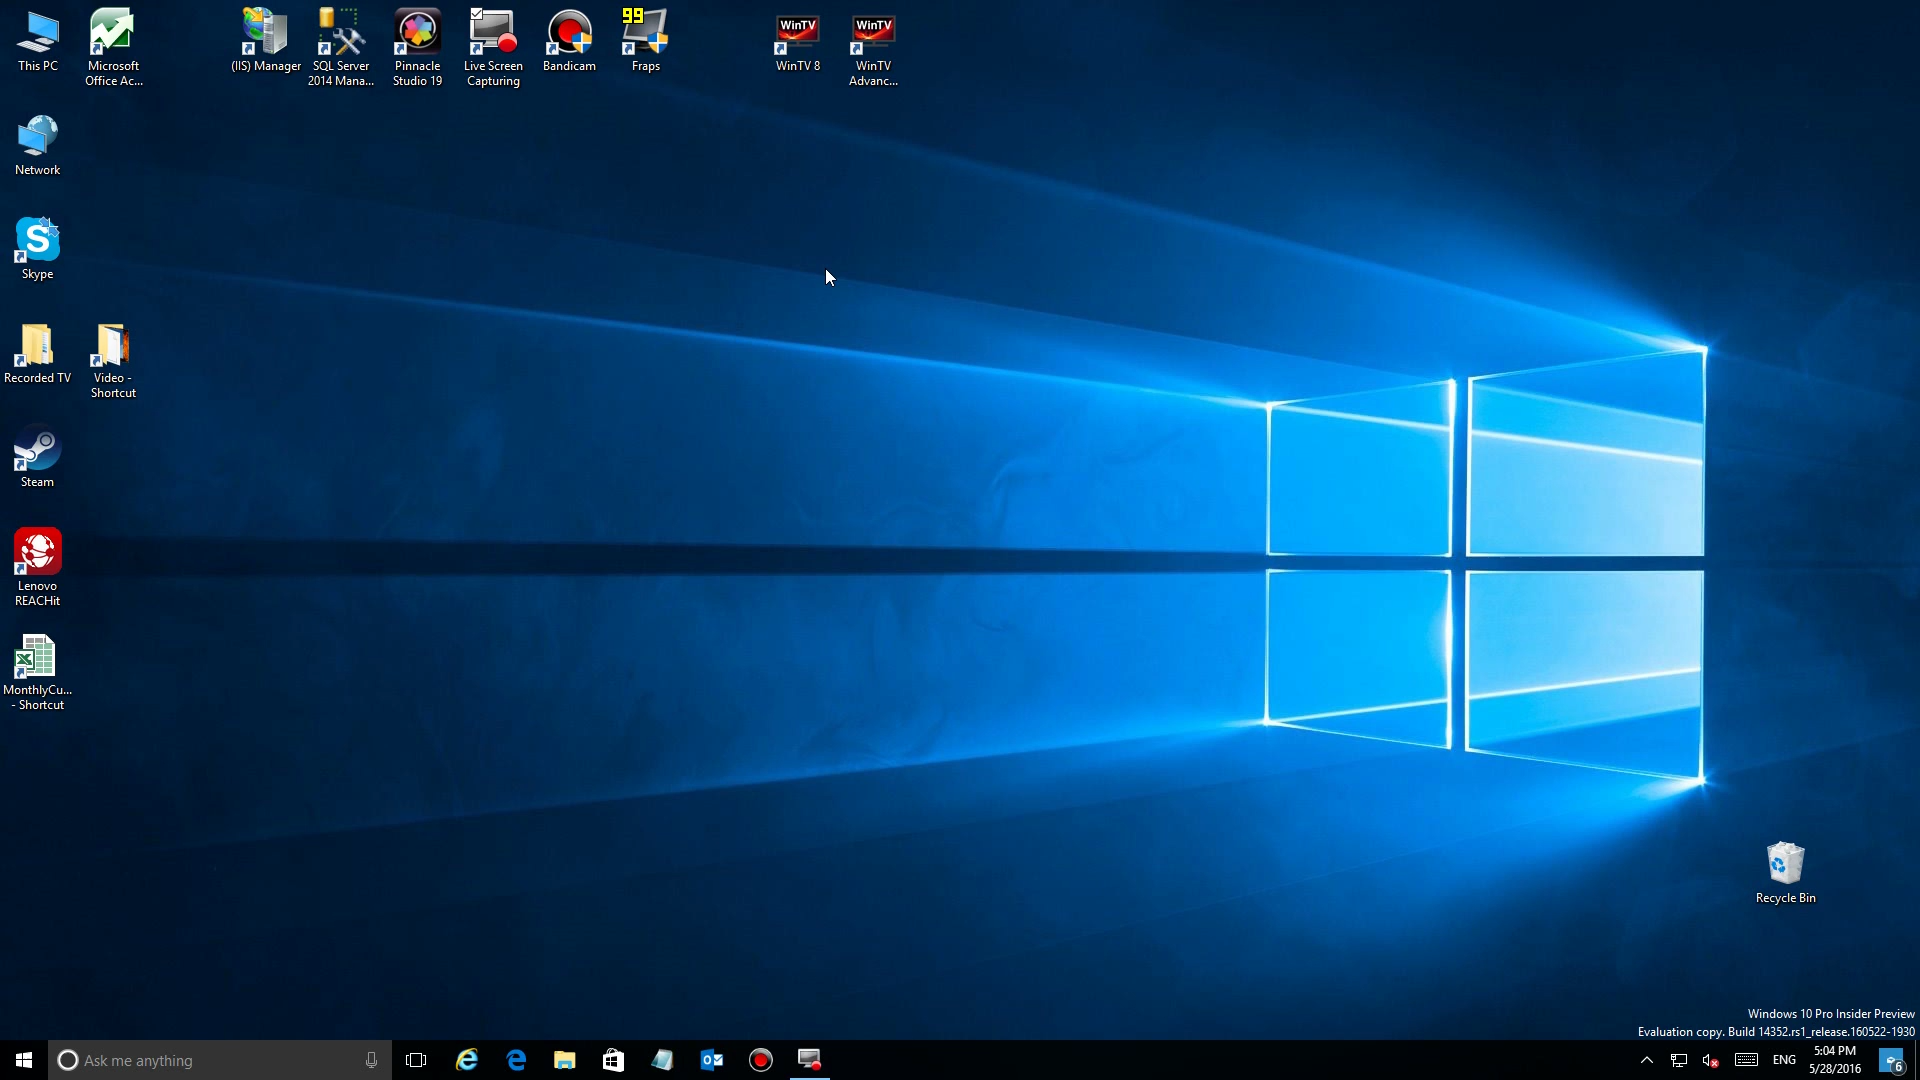 This PC
Microsoft
Office Ac...
(IIS) Manager
SQL Server
2014 Mana...
Pinnacle
Studio 19
Live Screen
Capturing
Bandicam
99
Fraps
WinTV
WinTV 8
WinTV
WinTV
Advanc...
Network
S
Skype
Recorded TV
Video -
Shortcut
Steam
Lenovo
REACHit
MonthlyCu...
- Shortcut
Recycle Bin
Windows 10 Pro Insider Preview
Evaluation copy. Build 14352.rs1_release.160522-1930
Ask me anything
ENG
5:04 PM
5/28/2016
6